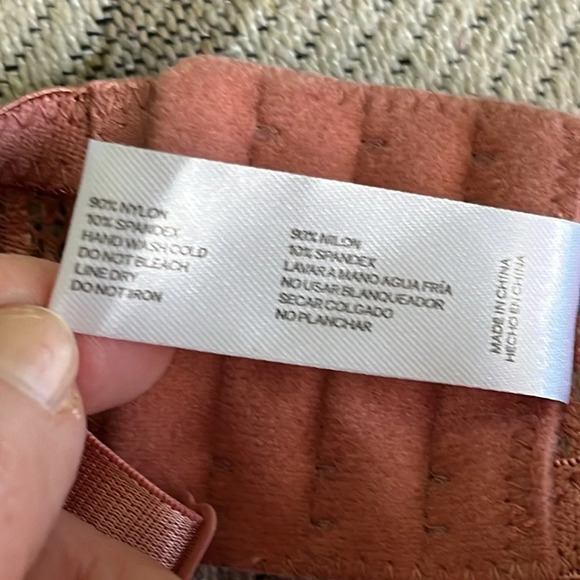 90% NYLON
10% SPANDEX
HAND WASH COLD
DO NOT BLEACH
LINE DRY
DO NOT IRON
90% NILON
10% SPANDEX
LAVAR A MANO AGUA FRÍA
NO USAR BLANQUEADOR
SECAR COLGADO
NO PLANCHAR
MADE IN CHINA
HECHO EN CHINA